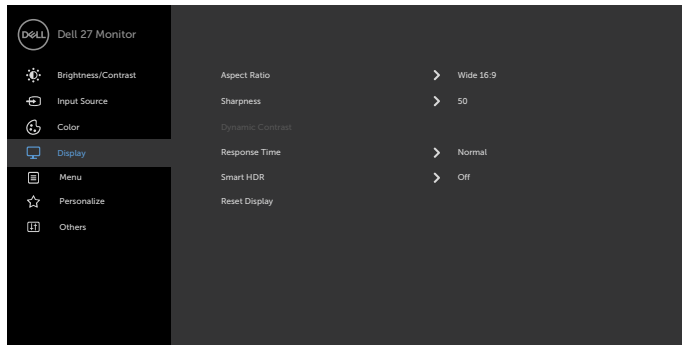 DELL Dell 27 Monitor
Brightness/Contrast
Input Source
Color
Display
Menu
Personalize
Others
Aspect Ratio Wide 16:9
Sharpness 50
Dynamic Contrast
Response Time Normal
Smart HDR Off
Reset Display